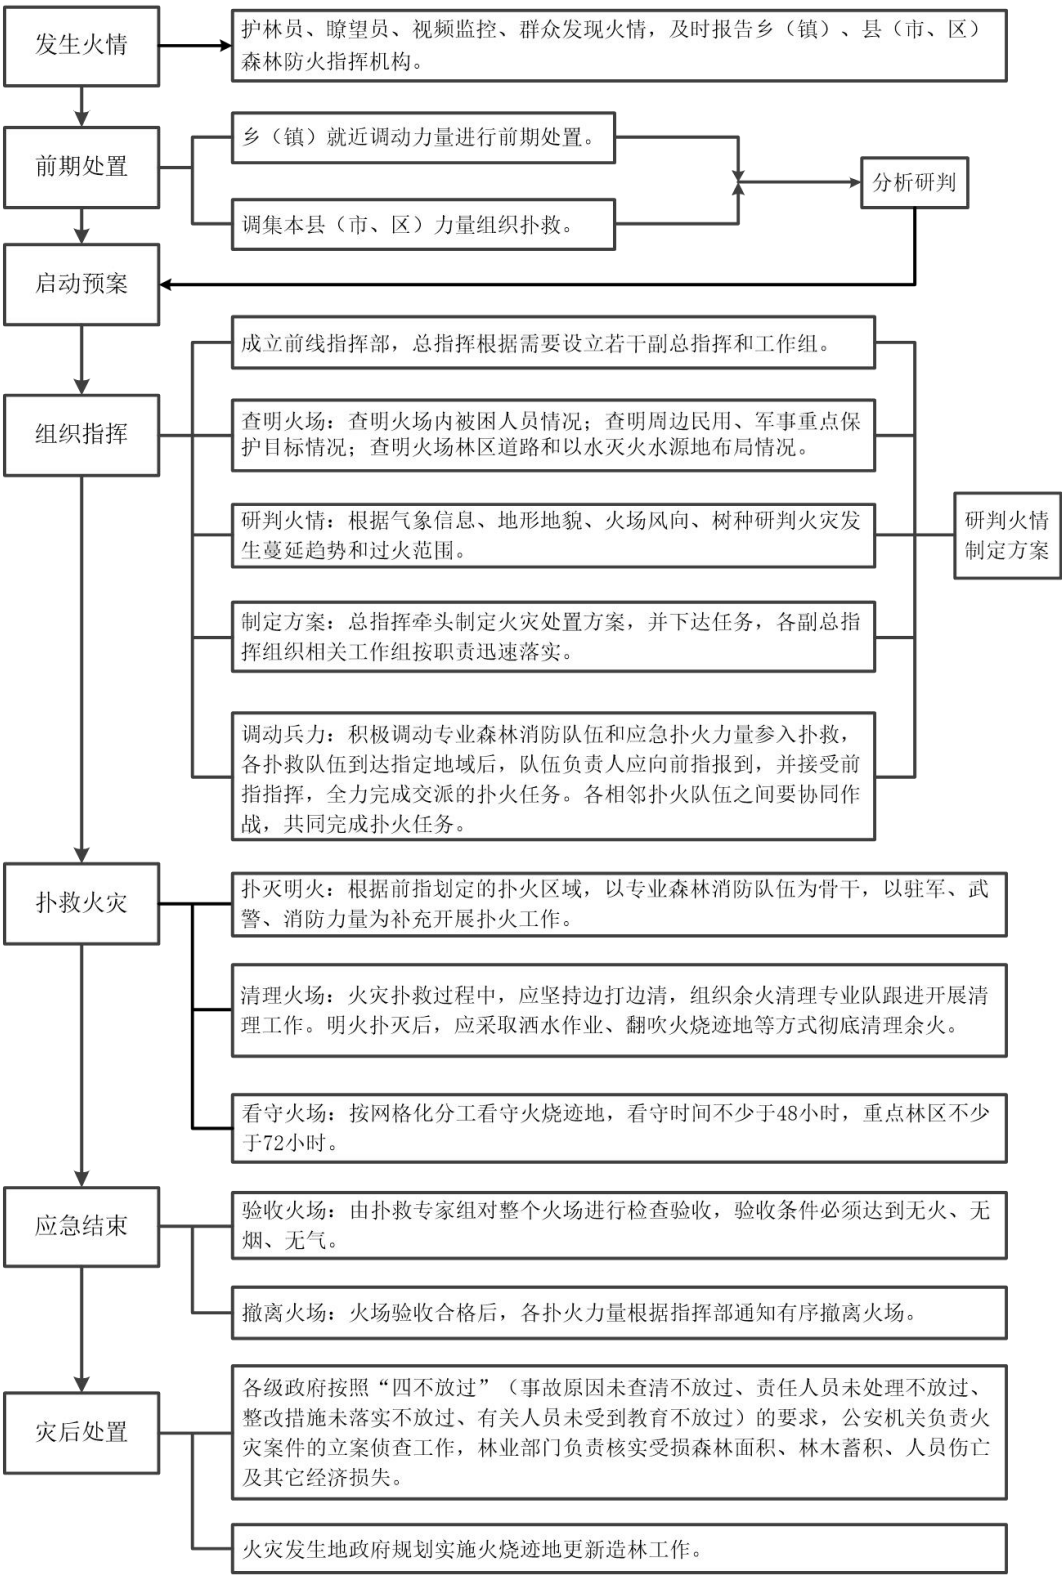 发生火情
护林员、瞭望员、视频监控、群众发现火情，及时报告乡（镇）、县（市、区）
森林防火指挥机构。
前期处置
乡（镇）就近调动力量进行前期处置。
调集本县（市、区）力量组织扑救。
分析研判
启动预案
组织指挥
成立前线指挥部，总指挥根据需要设立若干副总指挥和工作组。
查明火场：查明火场内被困人员情况；查明周边民用、军事重点保
护目标情况；查明火场林区道路和以水灭火水源地布局情况。
研判火情：根据气象信息、地形地貌、火场风向、树种研判火灾发
生蔓延趋势和过火范围。
制定方案：总指挥牵头制定火灾处置方案，并下达任务，各副总指
挥组织相关工作组按职责迅速落实。
调动兵力：积极调动专业森林消防队伍和应急扑火力量参入扑救，
各扑救队伍到达指定地域后，队伍负责人应向前指报到，并接受前
指指挥，全力完成交派的扑火任务。各相邻扑火队伍之间要协同作
战，共同完成扑火任务。
研判火情
制定方案
扑救火灾
扑灭明火：根据前指划定的扑火区域，以专业森林消防队伍为骨干，以驻军、武
警、消防力量为补充开展扑火工作。
清理火场：火灾扑救过程中，应坚持边打边清，组织余火清理专业队跟进开展清
理工作。明火扑灭后，应采取洒水作业、翻吹火烧迹地等方式彻底清理余火。
看守火场：按网格化分工看守火烧迹地，看守时间不少于48小时，重点林区不少
于72小时。
应急结束
验收火场：由扑救专家组对整个火场进行检查验收，验收条件必须达到无火、无
烟、无气。
撤离火场：火场验收合格后，各扑火力量根据指挥部通知有序撤离火场。
灾后处置
各级政府按照“四不放过”（事故原因未查清不放过、责任人员未处理不放过、
整改措施未落实不放过、有关人员未受到教育不放过）的要求，公安机关负责火
灾案件的立案侦查工作，林业部门负责核实受损森林面积、林木蓄积、人员伤亡
及其它经济损失。
火灾发生地政府规划实施火烧迹地更新造林工作。